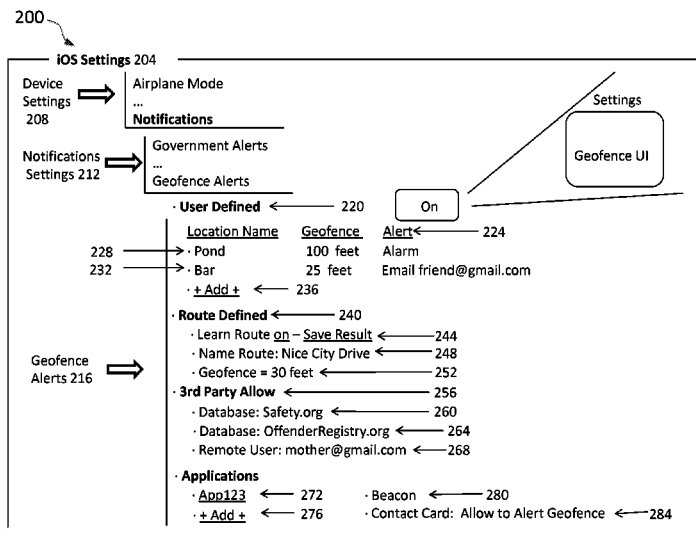 200
iOS Settings 204
Device Settings 208
Airplane Mode
...
Notifications
Settings
Geofence UI
Notifications Settings 212
Government Alerts
...
Geofence Alerts
· User Defined 220 On
Location Name Geofence Alert 224
228 · Pond 100 feet Alarm
232 · Bar 25 feet Email friend@gmail.com
· + Add + 236
· Route Defined 240
· Learn Route on – Save Result 244
· Name Route: Nice City Drive 248
Geofence Alerts 216
· Geofence = 30 feet 252
· 3rd Party Allow 256
· Database: Safety.org 260
· Database: OffenderRegistry.org 264
· Remote User: mother@gmail.com 268
· Applications
· App123 272 · Beacon 280
· + Add + 276 · Contact Card: Allow to Alert Geofence 284